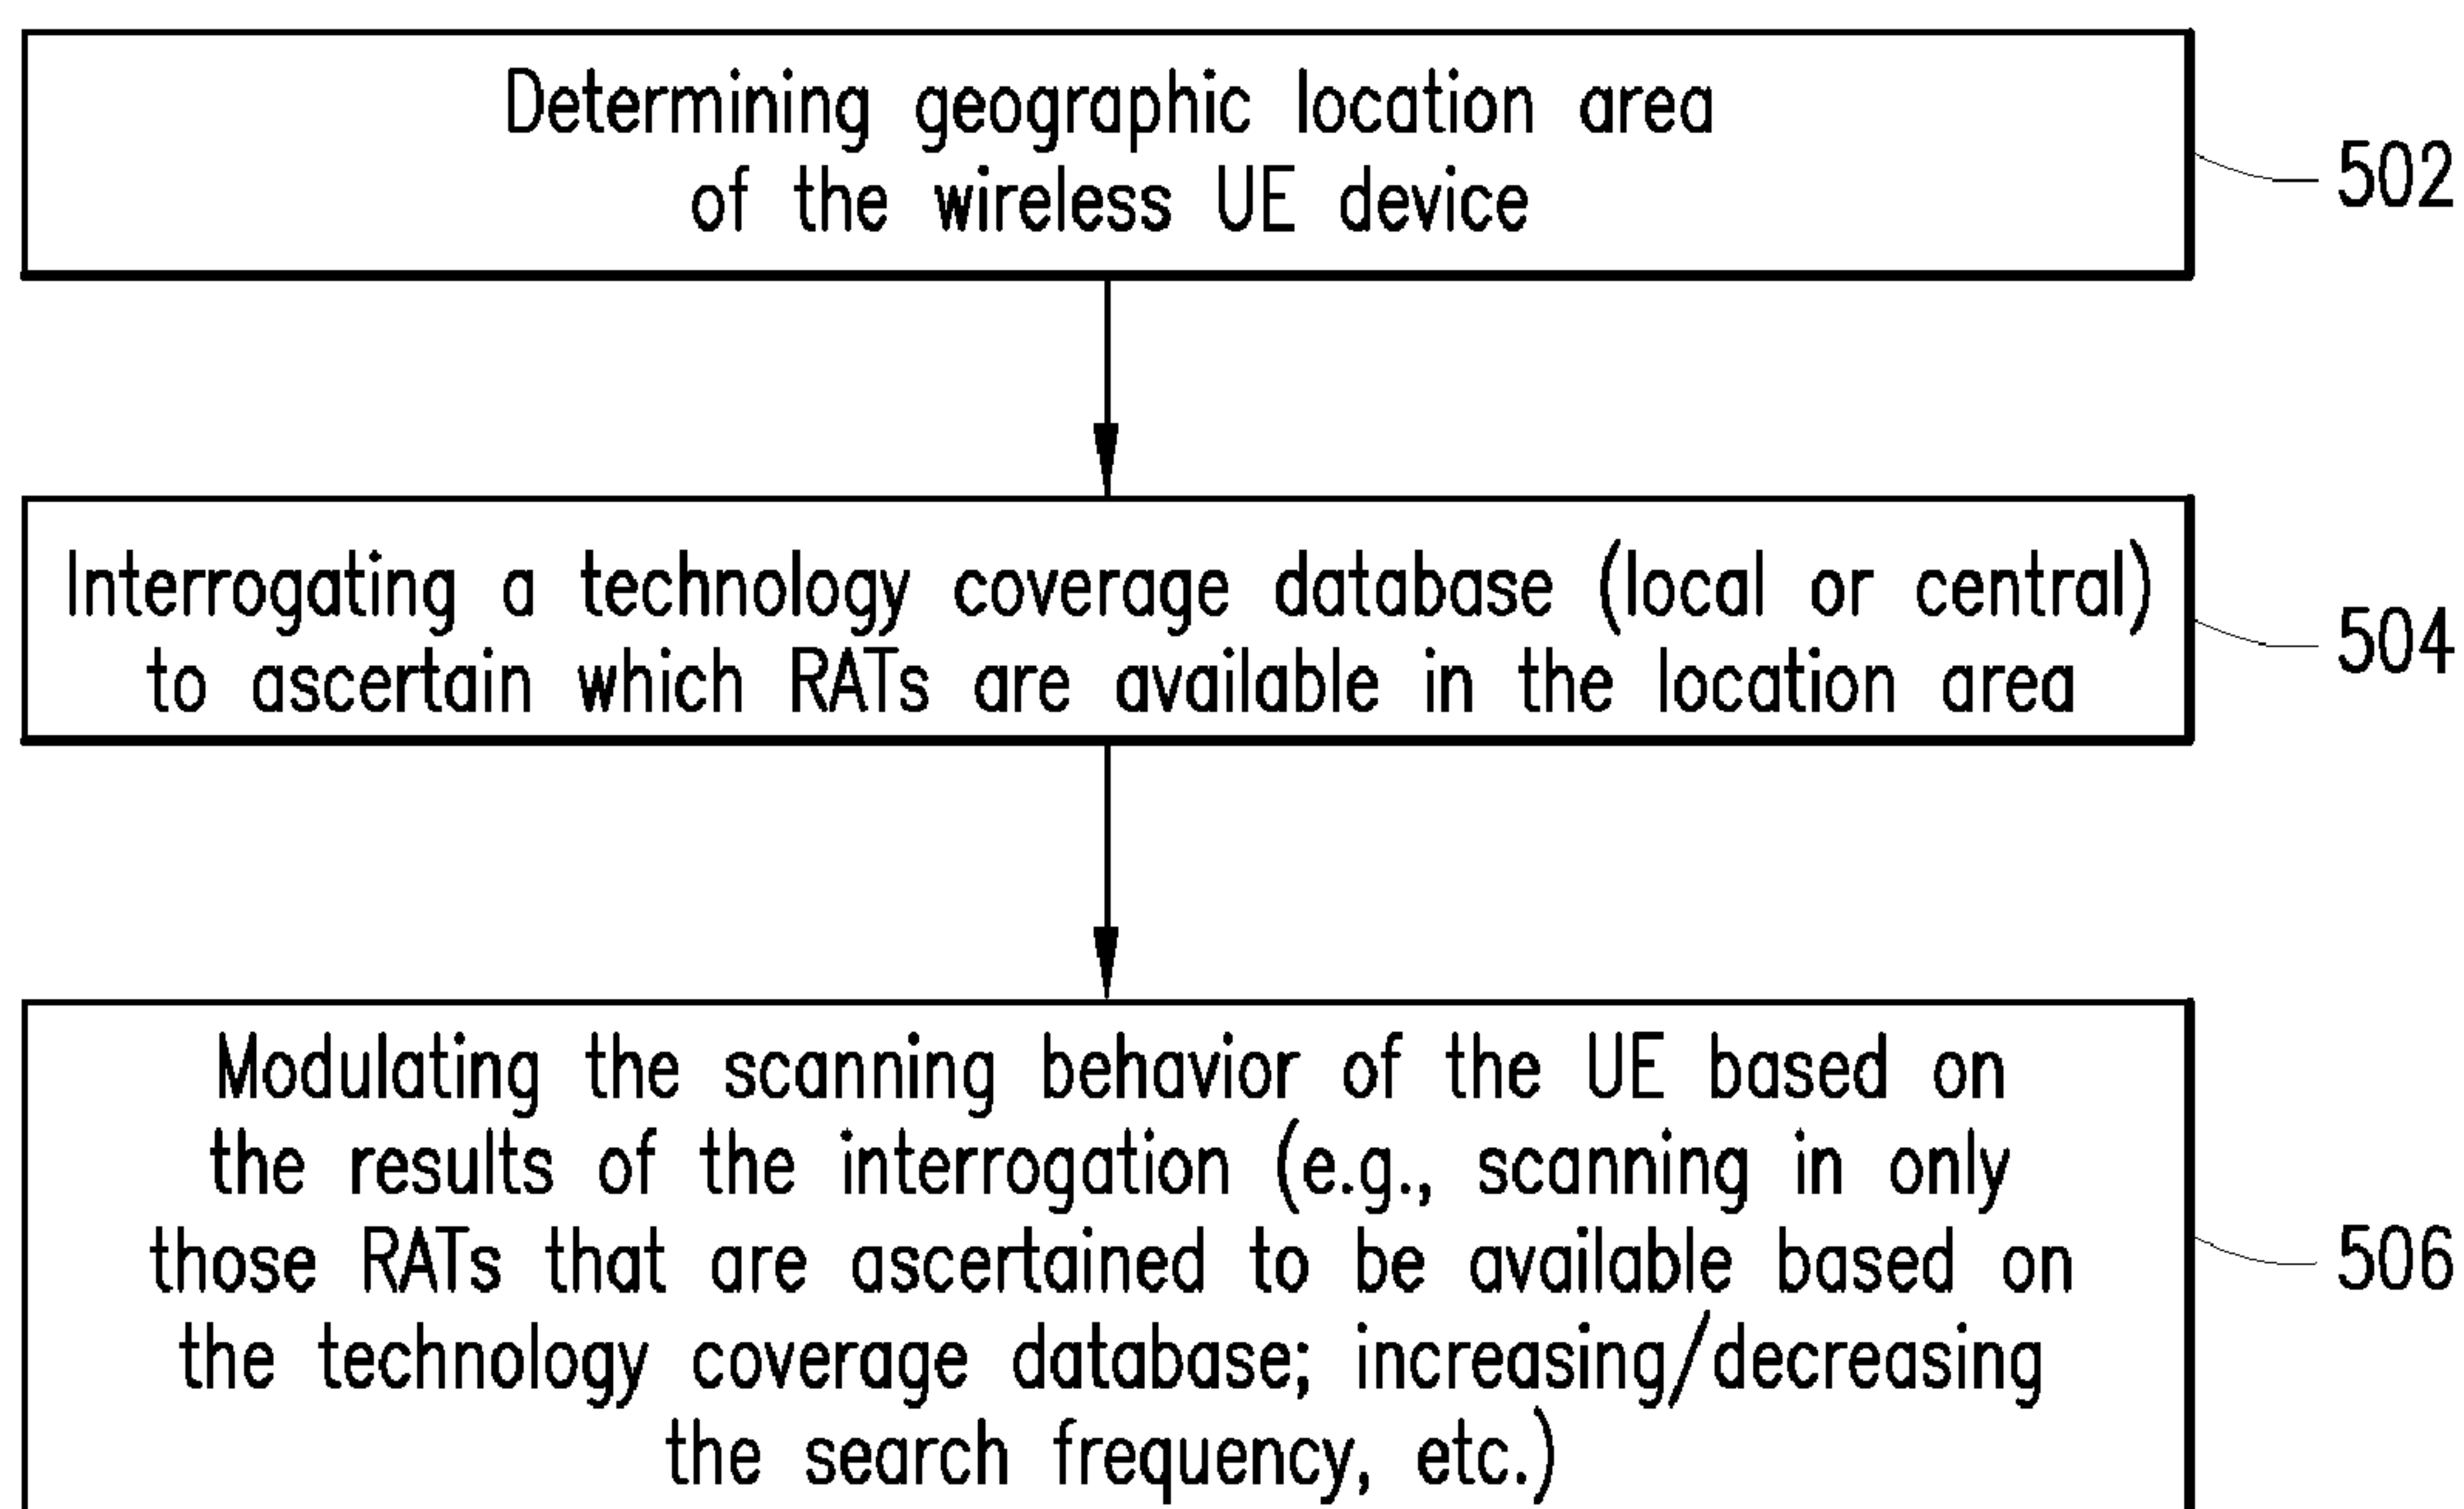 Determining geographic location area
of the wireless UE device
502
Interrogating a technology coverage database (local or central)
to ascertain which RATs are available in the location area
504
Modulating the scanning behavior of the UE based on
the results of the interrogation (e.g., scanning in only
those RATs that are ascertained to be available based on
the technology coverage database; increasing/decreasing
the search frequency, etc.)
506